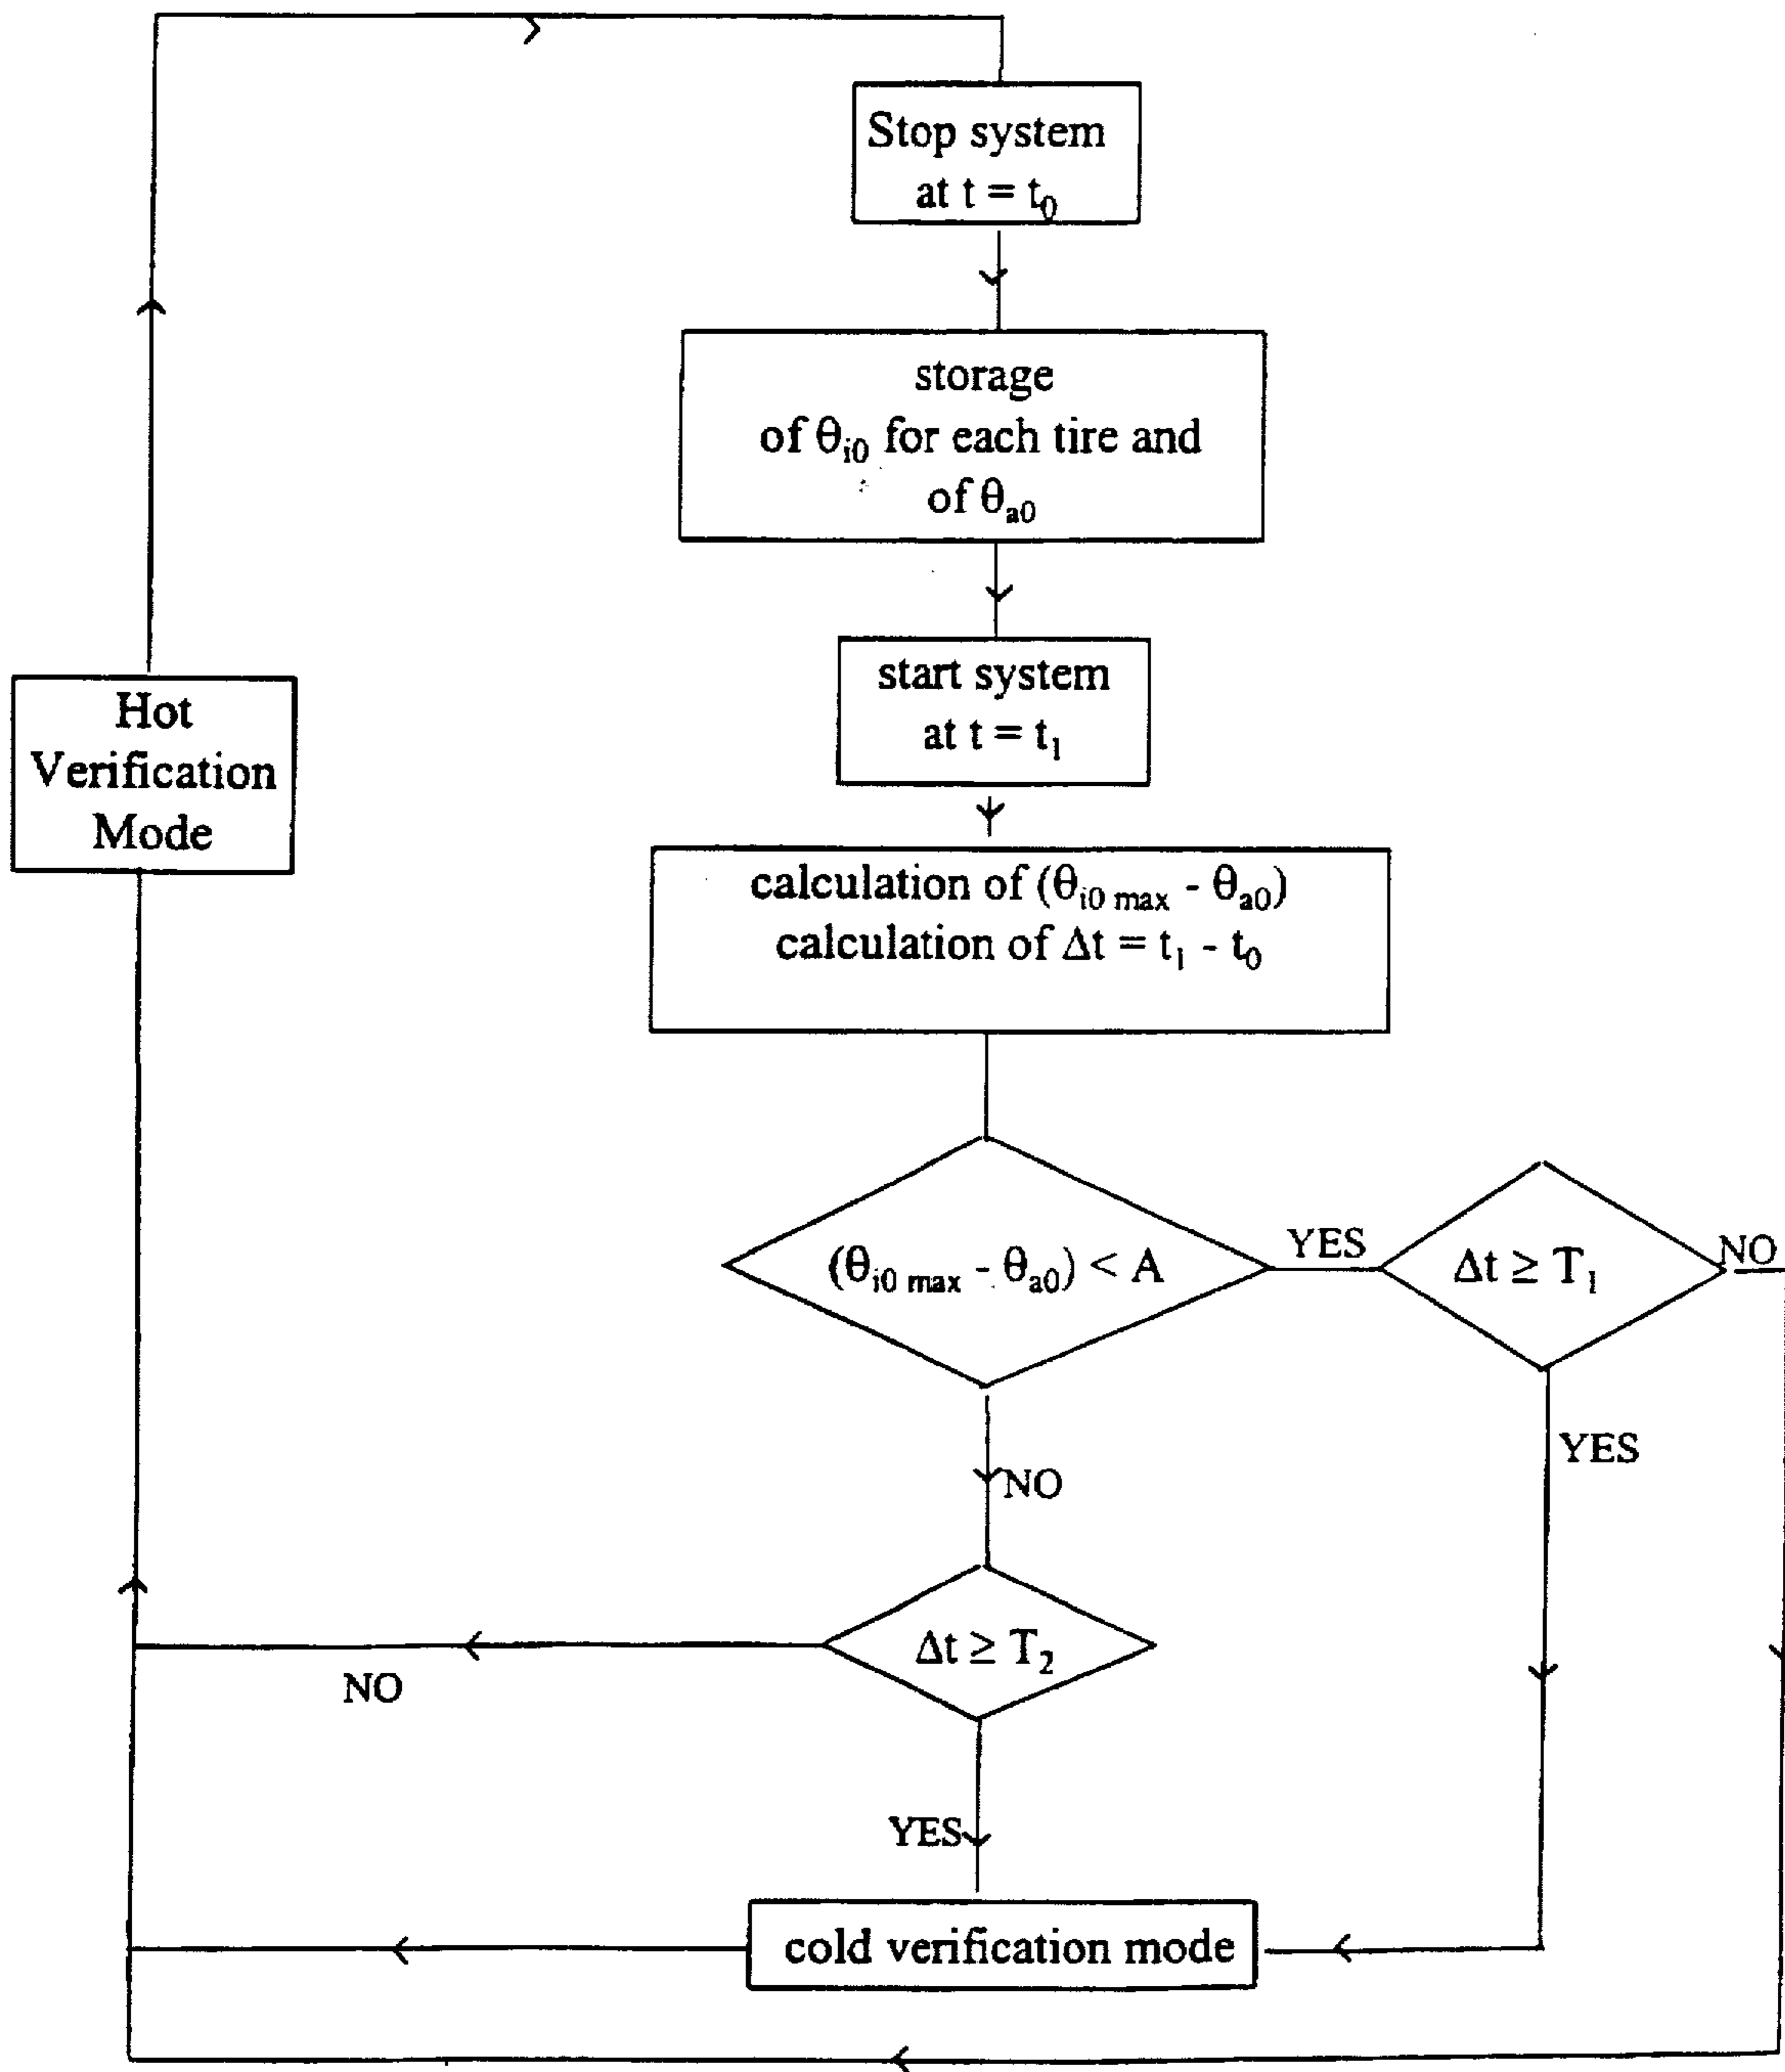 Stop system
at t = t₀
storage
of θᵢ₀ for each tire and
of θₐ₀
start system
at t = t₁
Hot
Verification
Mode
calculation of (θᵢ₀ max - θₐ₀)
calculation of Δt = t₁ - t₀
(θᵢ₀ max - θₐ₀) < A
YES
Δt ≥ T₁
NO
YES
NO
Δt ≥ T₂
NO
YES
cold verification mode